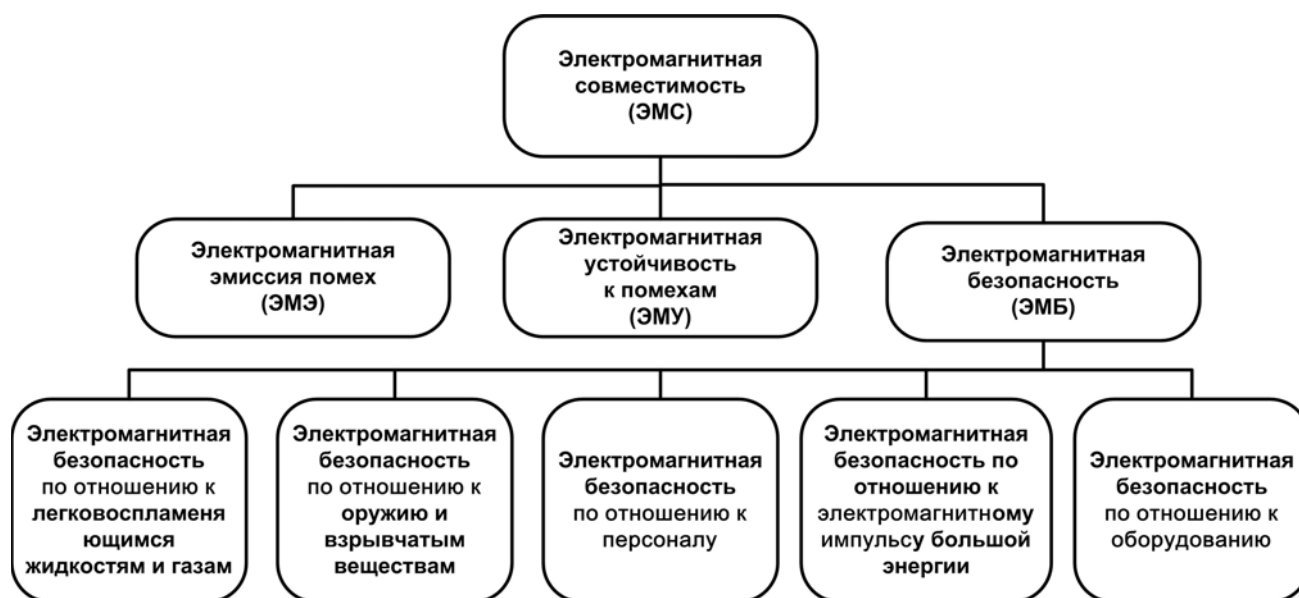 Электромагнитная
совместимость
(ЭМС)
Электромагнитная
эмиссия помех
(ЭМЭ)
Электромагнитная
устойчивость
к помехам
(ЭМУ)
Электромагнитная
безопасность
(ЭМБ)
Электромагнитная
безопасность
по отношению к
легковоспламеня
ющимся
жидкостям и газам
Электромагнитная
безопасность
по отношению к
оружию и
взрывчатым
веществам
Электромагнитная
безопасность
по отношению к
персоналу
Электромагнитная
безопасность по
отношению к
электромагнитному
импульсу большой
энергии
Электромагнитная
безопасность
по отношению к
оборудованию